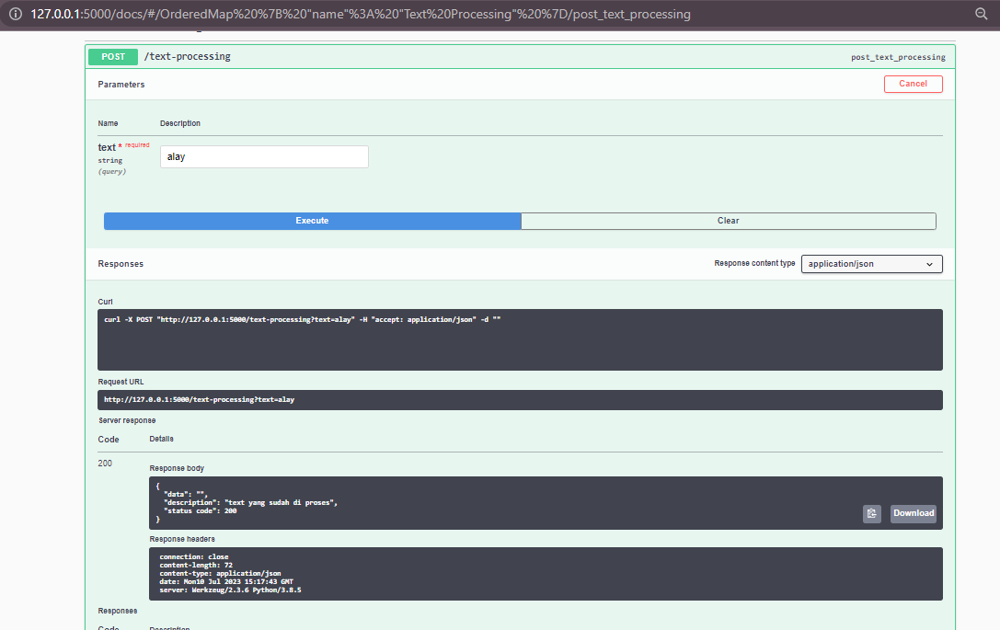 127.0.0.1:5000/docs/#/OrderedMap%20%7B%20"name"%3A%20"Text%20Processing"%20%7D/post_text_processing
POST /text-processing post_text_processing
Parameters Cancel
Name Description
text * required
string
(query)
alay
Execute Clear
Responses Response content type application/json
Curl
curl -X POST "http://127.0.0.1:5000/text-processing?text=alay" -H "accept: application/json" -d ""
Request URL
http://127.0.0.1:5000/text-processing?text=alay
Server response
Code Details
200
Response body
{
"data": "",
"description": "text yang sudah di proses",
"status code": 200
}
Download
Response headers
connection: close
content-length: 72
content-type: application/json
date: Mon10 Jul 2023 15:17:43 GMT
server: Werkzeug/2.3.6 Python/3.8.5
Responses
Code Description